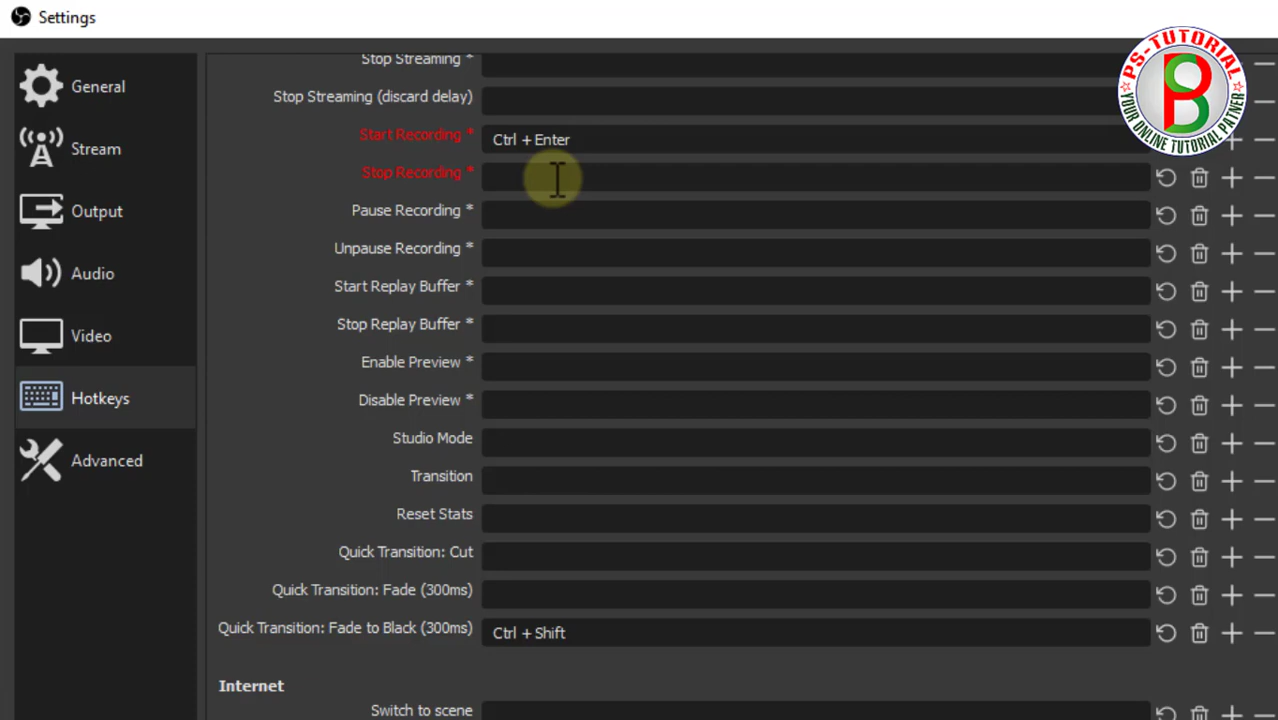 Settings
General
Stream
Output
Audio
Video
Hotkeys
Advanced
Stop Streaming *
Stop Streaming (discard delay)
Start Recording * Ctrl + Enter
Stop Recording *
Pause Recording *
Unpause Recording *
Start Replay Buffer *
Stop Replay Buffer *
Enable Preview *
Disable Preview *
Studio Mode
Transition
Reset Stats
Quick Transition: Cut
Quick Transition: Fade (300ms)
Quick Transition: Fade to Black (300ms) Ctrl + Shift
Internet
Switch to scene
PS-TUTORIAL
PS
YOUR ONLINE TUTORIAL PATNER